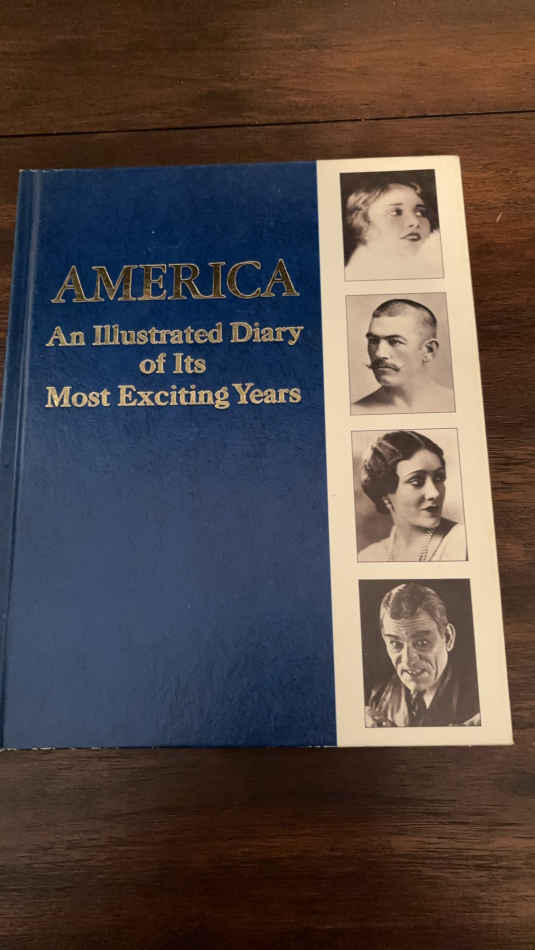 AMERICA
An Illustrated Diary
of Its
Most Exciting Years